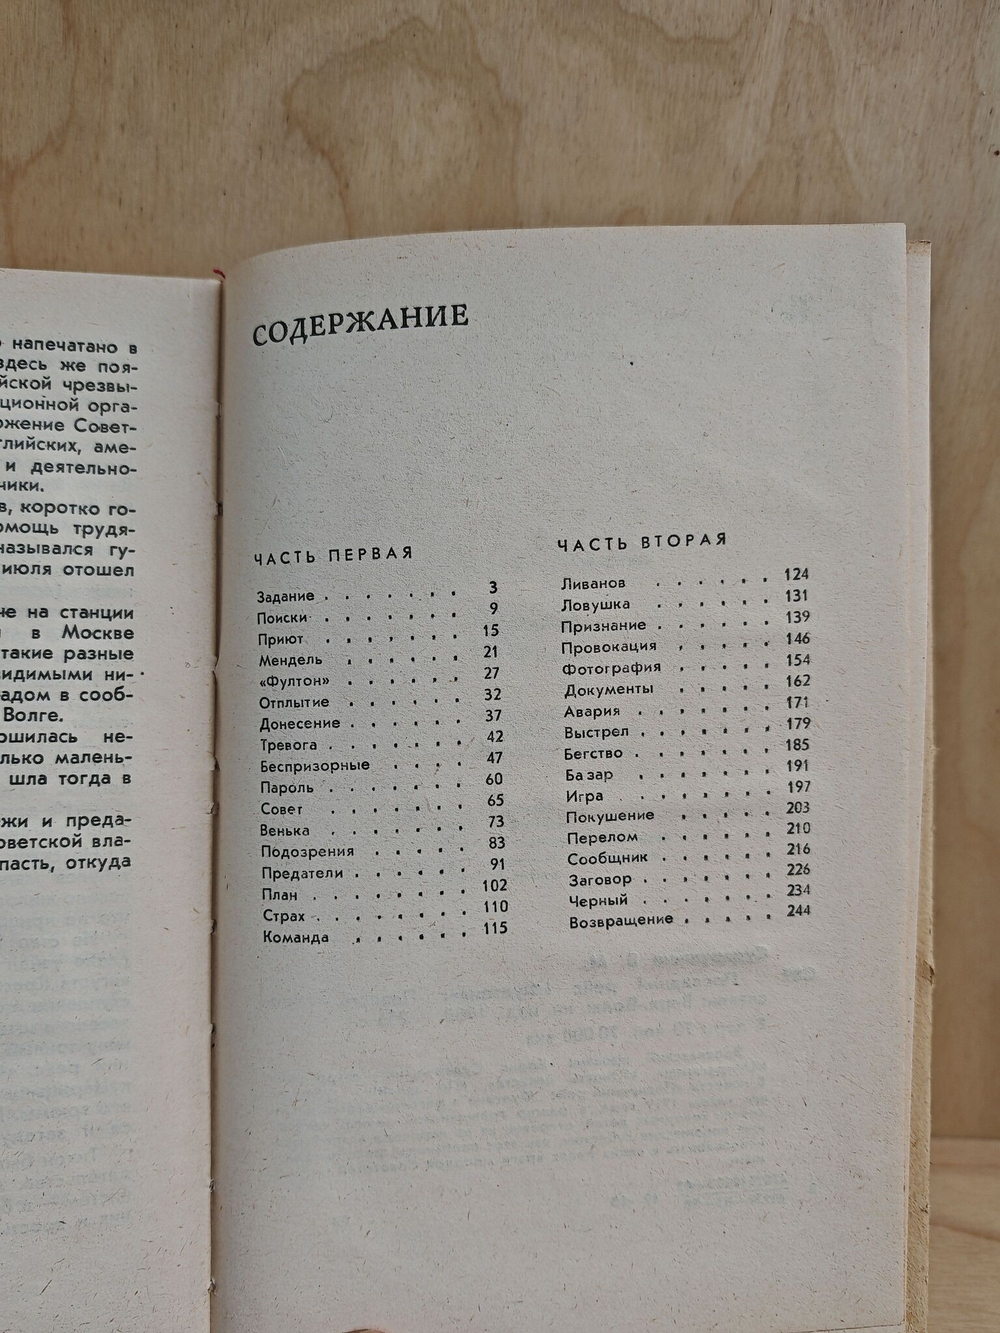 напечатано в
здесь же поя-
йской чрезвы-
ционной орга-
ожение Совет-
глийских, аме-
и деятельно-
ники.
в, коротко го-
омощь трудя-
назывался гу-
июля отошел
не на станции
в Москве
такие разные
видимыми ни-
адом в сооб-
Волге.
ршилась не-
лько малень-
шла тогда в
жи и преда-
оветской вла-
пасть, откуда
СОДЕРЖАНИЕ
ЧАСТЬ ПЕРВАЯ
Задание . . . . . . . 3
Поиски . . . . . . . 9
Приют . . . . . . . 15
Мендель . . . . . . 21
«Фултон» . . . . . . 27
Отплытие . . . . . . 32
Донесение . . . . . . 37
Тревога . . . . . . . 42
Беспризорные . . . . 47
Пароль . . . . . . . 60
Совет . . . . . . . 65
Венька . . . . . . . 73
Подозрения . . . . . 83
Предатели . . . . . . 91
План . . . . . . . . 102
Страх . . . . . . . . 110
Команда . . . . . . 115
ЧАСТЬ ВТОРАЯ
Ливанов . . . . . . 124
Ловушка . . . . . . 131
Признание . . . . . . 139
Провокация . . . . . 146
Фотография . . . . . 154
Документы . . . . . 162
Авария . . . . . . . 171
Выстрел . . . . . . . 179
Бегство . . . . . . . 185
Базар . . . . . . . 191
Игра . . . . . . . 197
Покушение . . . . . 203
Перелом . . . . . . 210
Сообщник . . . . . . 216
Заговор . . . . . . . 226
Черный . . . . . . . 234
Возвращение . . . . . 244